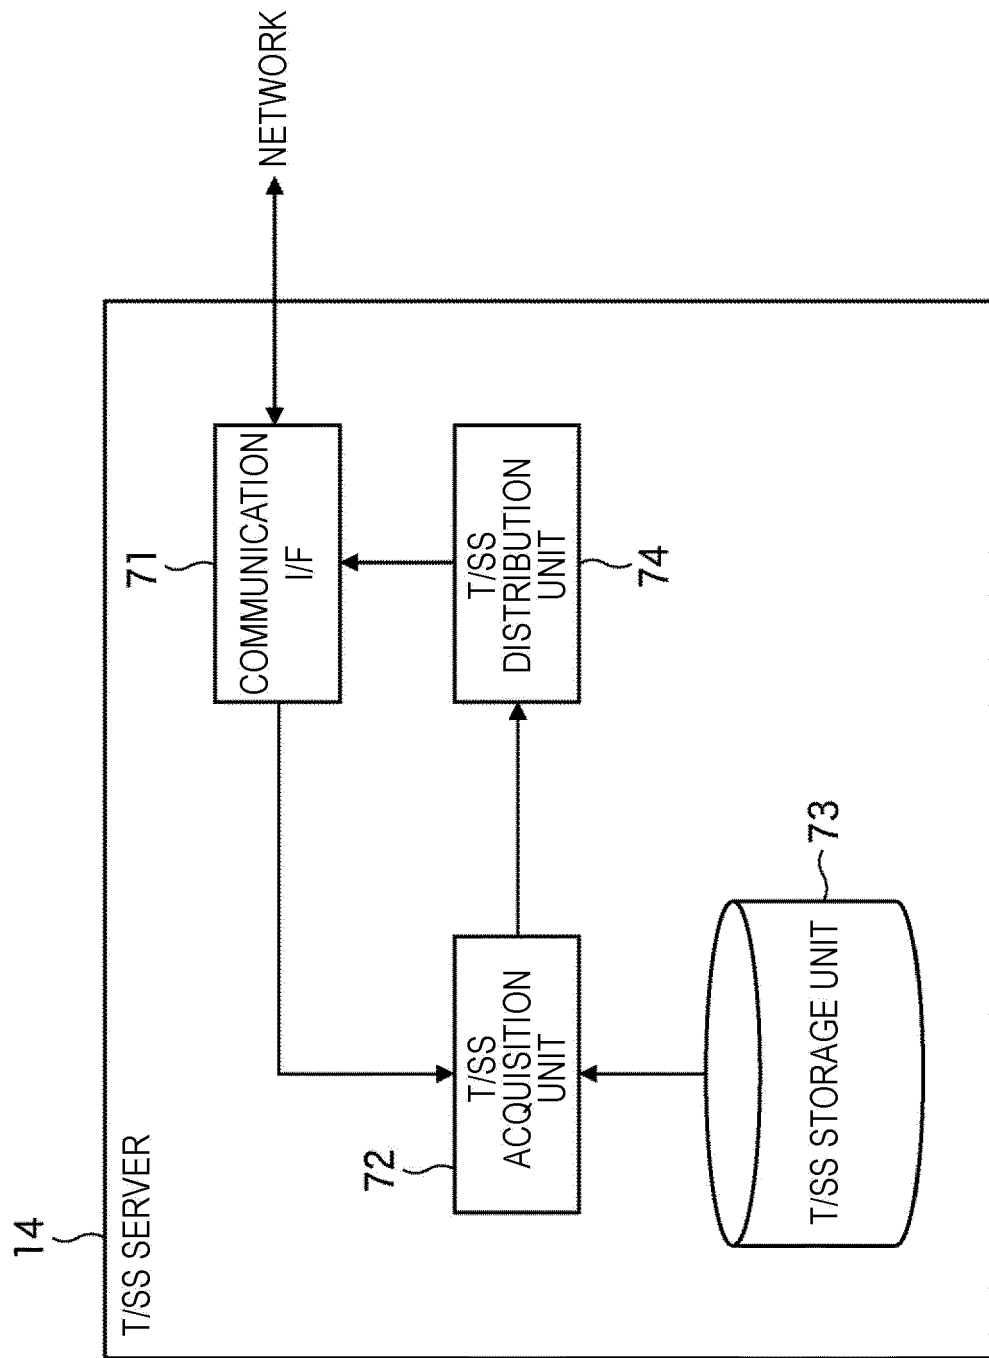 14
T/SS SERVER
71
COMMUNICATION
I/F
NETWORK
72
T/SS
ACQUISITION
UNIT
T/SS
DISTRIBUTION
UNIT
74
73
T/SS STORAGE UNIT